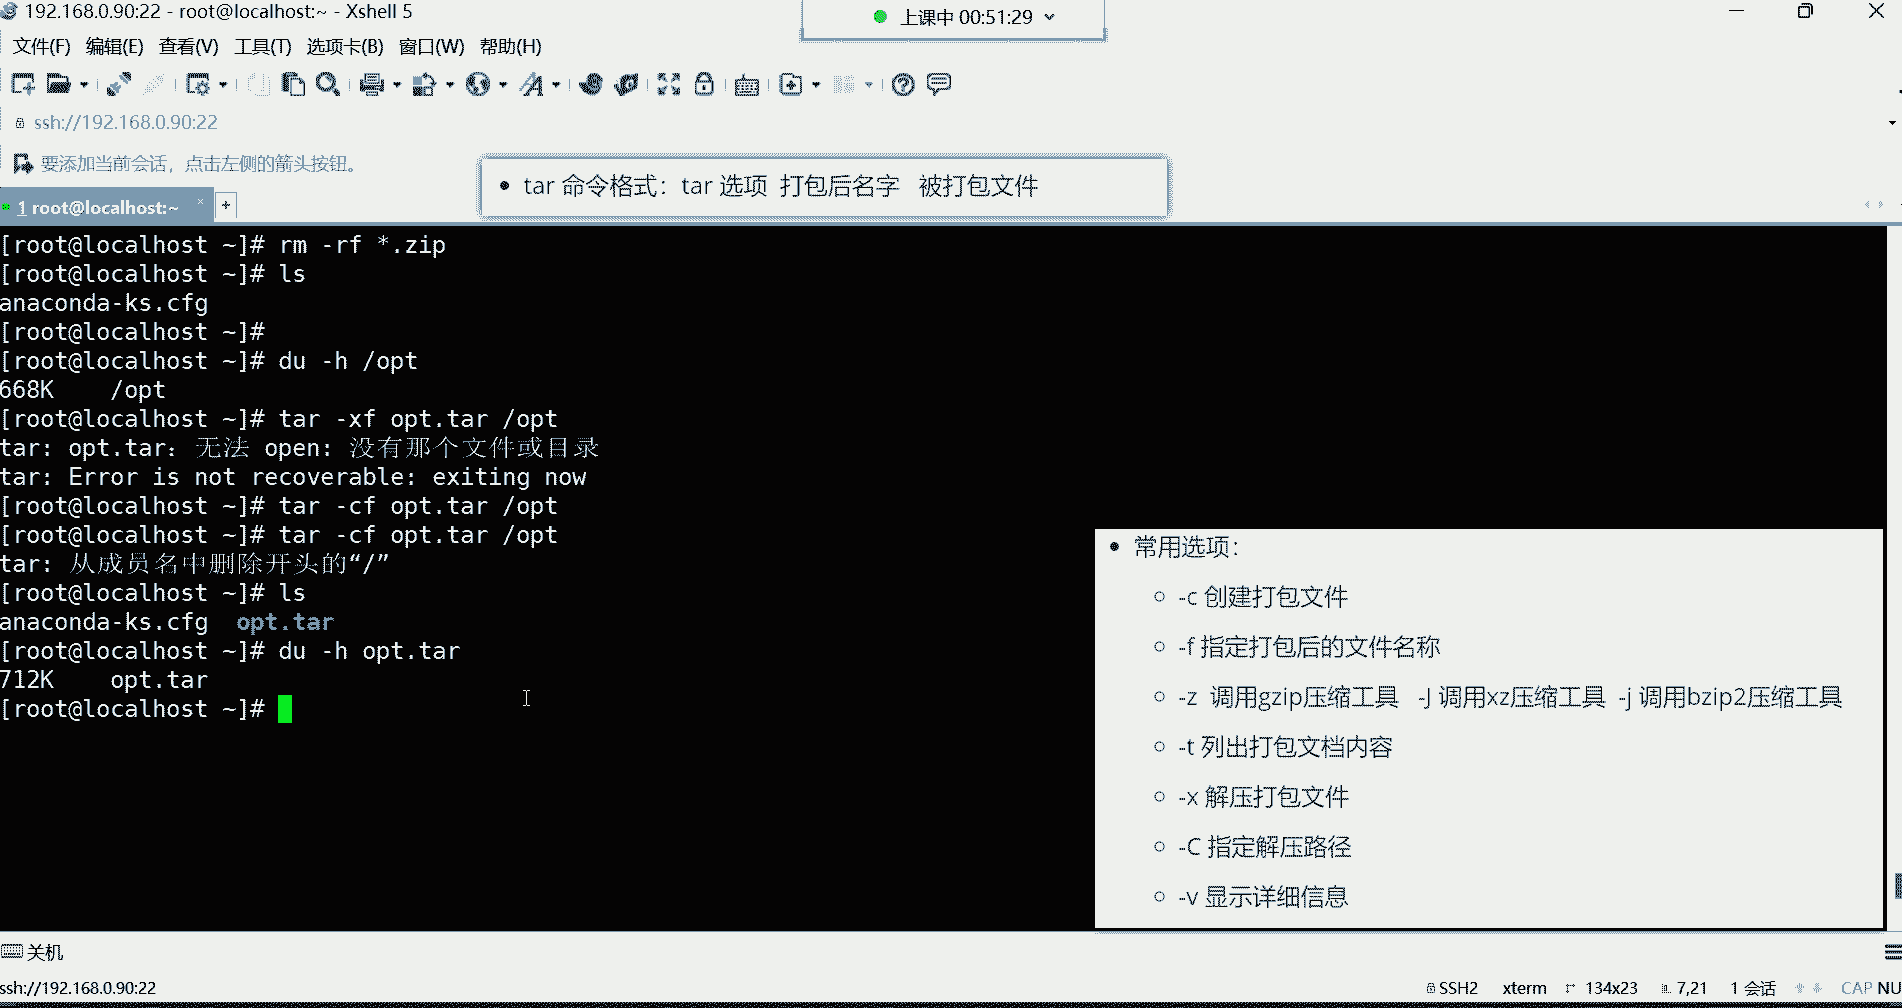 192.168.0.90:22 - root@localhost:~ - Xshell 5
上课中 00:51:29
文件(F) 编辑(E) 查看(V) 工具(T) 选项卡(B) 窗口(W) 帮助(H)
ssh://192.168.0.90:22
要添加当前会话，点击左侧的箭头按钮。
• tar 命令格式：tar 选项 打包后名字 被打包文件
1 root@localhost:~ × +
[root@localhost ~]# rm -rf *.zip
[root@localhost ~]# ls
anaconda-ks.cfg
[root@localhost ~]#
[root@localhost ~]# du -h /opt
668K    /opt
[root@localhost ~]# tar -xf opt.tar /opt
tar: opt.tar：无法 open: 没有那个文件或目录
tar: Error is not recoverable: exiting now
[root@localhost ~]# tar -cf opt.tar /opt
[root@localhost ~]# tar -cf opt.tar /opt
tar: 从成员名中删除开头的“/”
[root@localhost ~]# ls
anaconda-ks.cfg  opt.tar
[root@localhost ~]# du -h opt.tar
712K    opt.tar
[root@localhost ~]#
• 常用选项：
-c 创建打包文件
-f 指定打包后的文件名称
-z 调用gzip压缩工具 -J 调用xz压缩工具 -j 调用bzip2压缩工具
-t 列出打包文档内容
-x 解压打包文件
-C 指定解压路径
-v 显示详细信息
关机
ssh://192.168.0.90:22
SSH2 xterm 134x23 7,21 1 会话 CAP NU